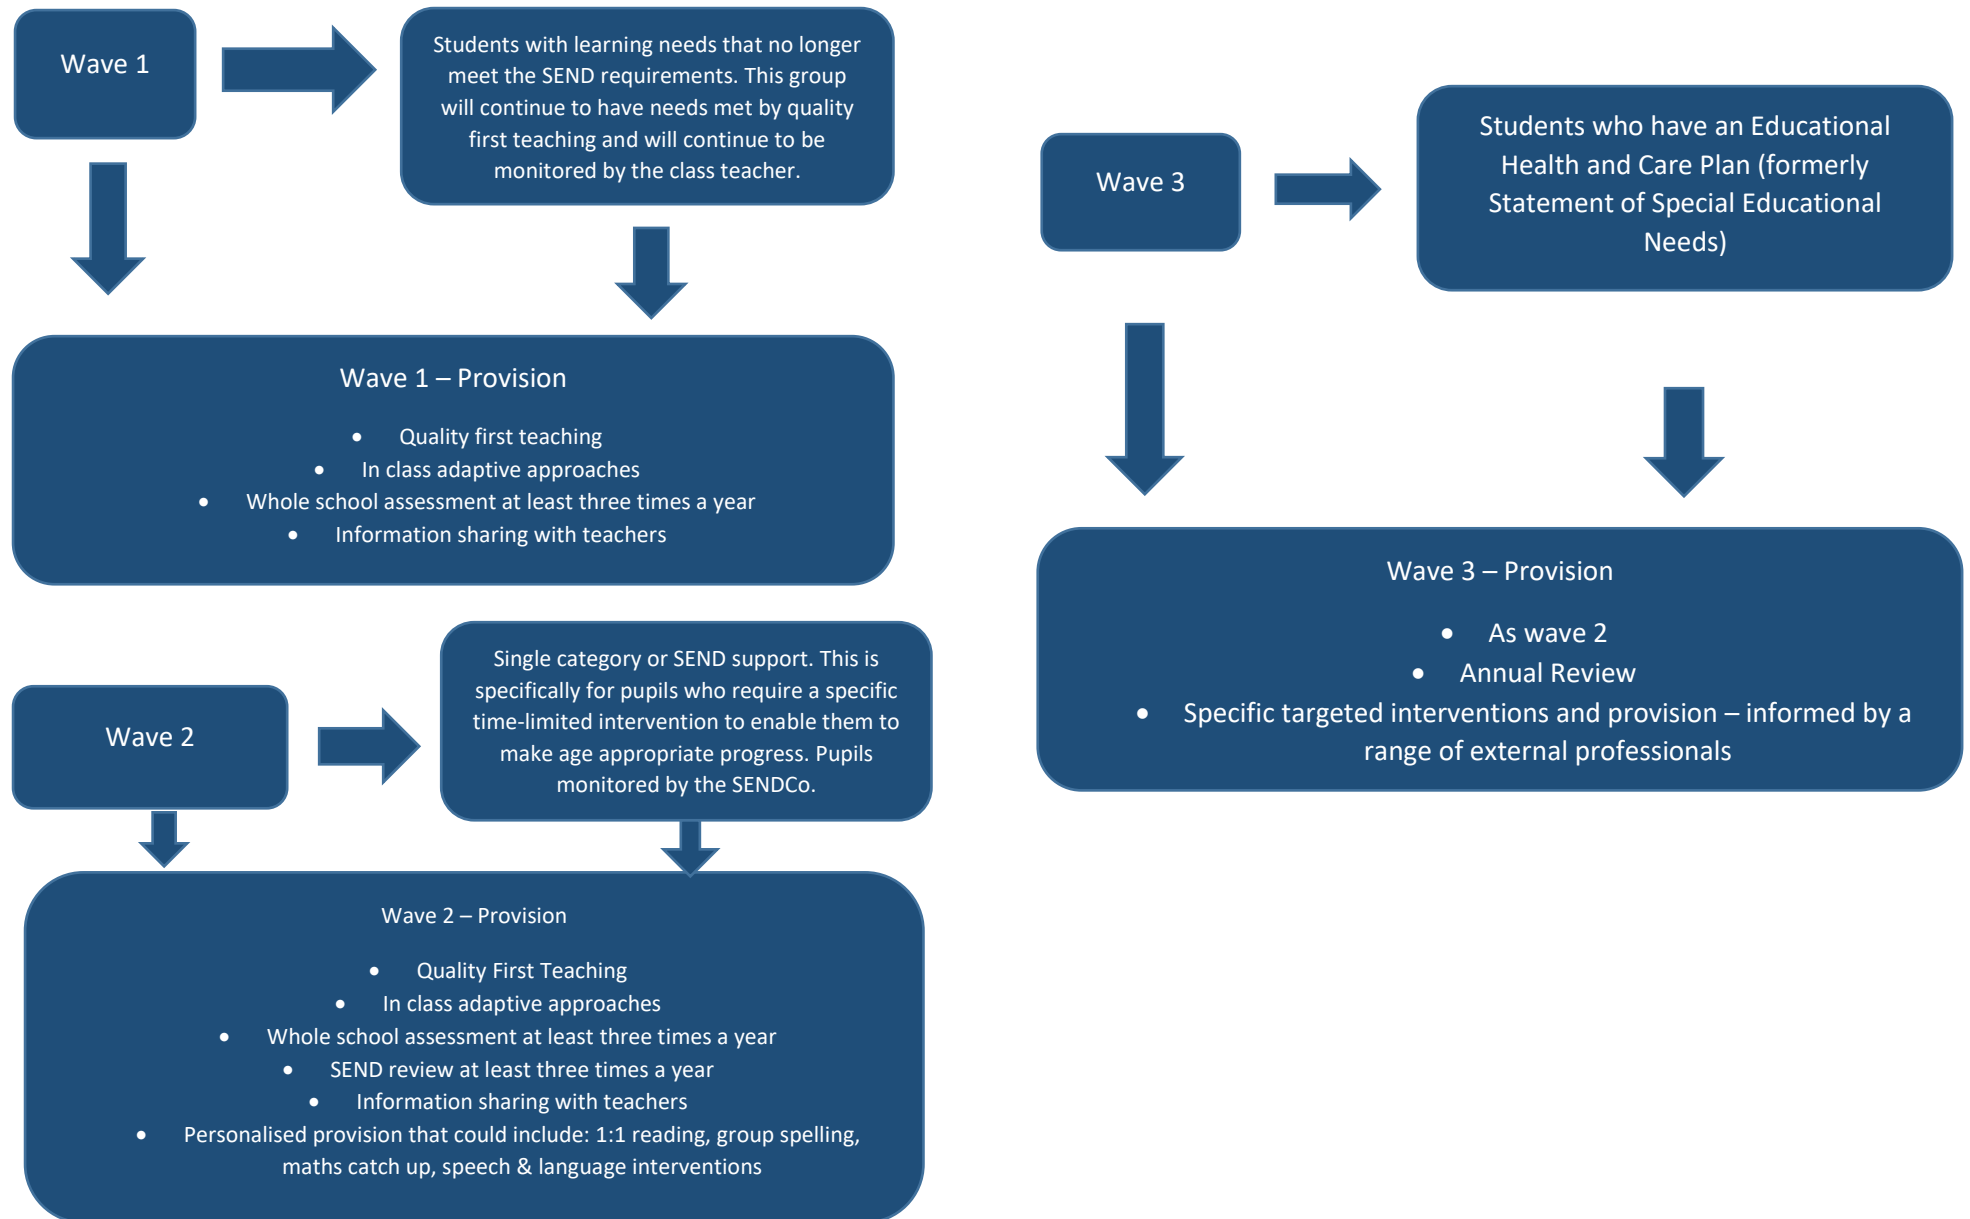 Wave 1
Students with learning needs that no longer
meet the SEND requirements. This group
will continue to have needs met by quality
first teaching and will continue to be
monitored by the class teacher.
Wave 1 – Provision
• Quality first teaching
• In class adaptive approaches
• Whole school assessment at least three times a year
• Information sharing with teachers
Wave 2
Single category or SEND support. This is
specifically for pupils who require a specific
time-limited intervention to enable them to
make age appropriate progress. Pupils
monitored by the SENDCo.
Wave 2 – Provision
• Quality First Teaching
• In class adaptive approaches
• Whole school assessment at least three times a year
• SEND review at least three times a year
• Information sharing with teachers
• Personalised provision that could include: 1:1 reading, group spelling,
maths catch up, speech & language interventions
Wave 3
Students who have an Educational
Health and Care Plan (formerly
Statement of Special Educational
Needs)
Wave 3 – Provision
• As wave 2
• Annual Review
• Specific targeted interventions and provision – informed by a
range of external professionals